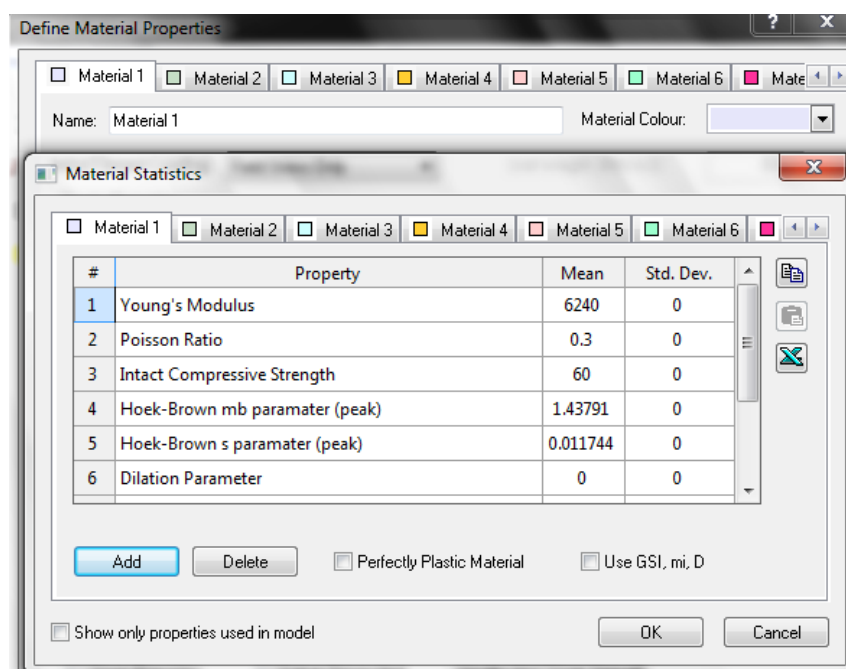 Define Material Properties
?
x
Material 1 Material 2 Material 3 Material 4 Material 5 Material 6 Mate
Name: Material 1 Material Colour:
Material Statistics
x
Material 1 Material 2 Material 3 Material 4 Material 5 Material 6
# Property Mean Std. Dev.
1 Young's Modulus 6240 0
2 Poisson Ratio 0.3 0
3 Intact Compressive Strength 60 0
4 Hoek-Brown mb paramater (peak) 1.43791 0
5 Hoek-Brown s paramater (peak) 0.011744 0
6 Dilation Parameter 0 0
Add Delete Perfectly Plastic Material Use GSI, mi, D
Show only properties used in model OK Cancel